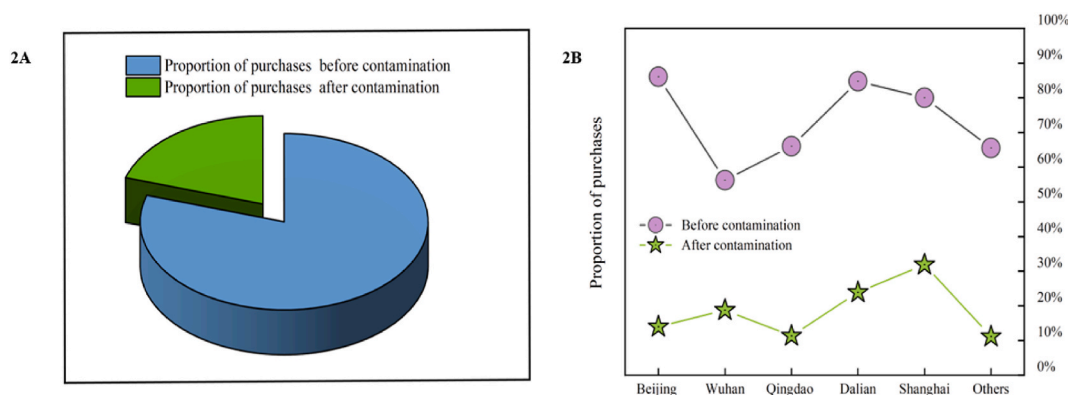 2A
Proportion of purchases before contamination
Proportion of purchases after contamination
2B
Proportion of purchases
100%
90%
80%
70%
60%
50%
40%
30%
20%
10%
0%
Before contamination
After contamination
Beijing Wuhan Qingdao Dalian Shanghai Others